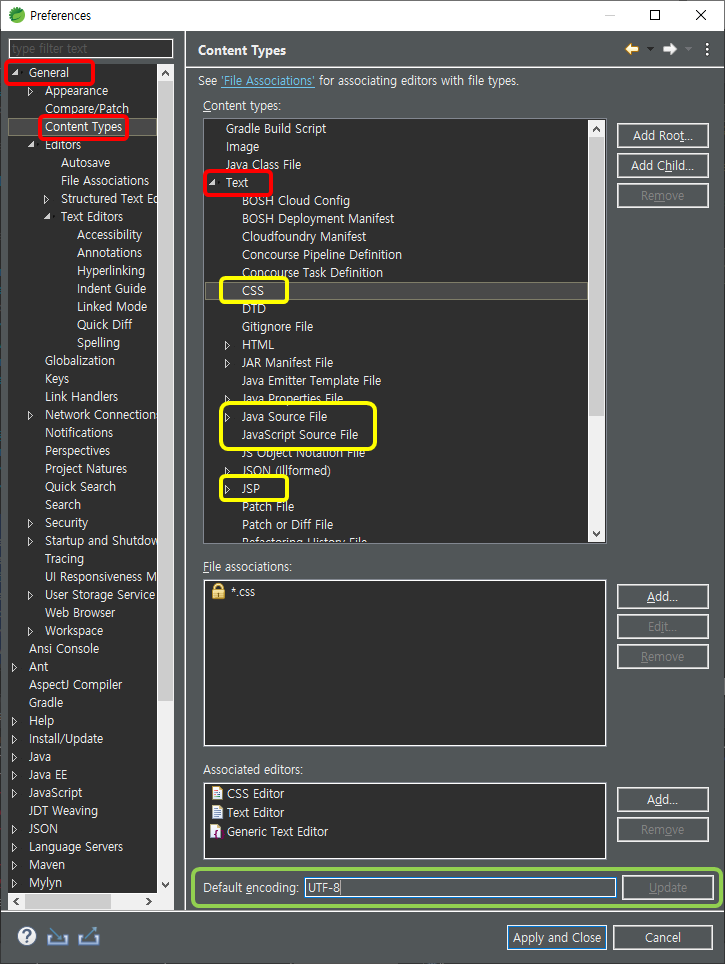 Preferences
type filter text
General
Appearance
Compare/Patch
Content Types
Editors
Autosave
File Associations
Structured Text Ec
Text Editors
Accessibility
Annotations
Hyperlinking
Indent Guide
Linked Mode
Quick Diff
Spelling
Globalization
Keys
Link Handlers
Network Connections
Notifications
Perspectives
Project Natures
Quick Search
Search
Security
Startup and Shutdow
Tracing
UI Responsiveness M
User Storage Service
Web Browser
Workspace
Ansi Console
Ant
AspectJ Compiler
Gradle
Help
Install/Update
Java
Java EE
JavaScript
JDT Weaving
JSON
Language Servers
Maven
Mylyn
Content Types
See 'File Associations' for associating editors with file types.
Content types:
Gradle Build Script
Image
Java Class File
Text
BOSH Cloud Config
BOSH Deployment Manifest
Cloudfoundry Manifest
Concourse Pipeline Definition
Concourse Task Definition
CSS
DTD
Gitignore File
HTML
JAR Manifest File
Java Emitter Template File
Java Properties File
Java Source File
JavaScript Source File
JS Object Notation File
JSON (Illformed)
JSP
Patch File
Patch or Diff File
Refactoring History File
Add Root...
Add Child...
Remove
File associations:
*.css
Add...
Edit...
Remove
Associated editors:
CSS Editor
Text Editor
Generic Text Editor
Add...
Remove
Default encoding: UTF-8
Update
Apply and Close
Cancel